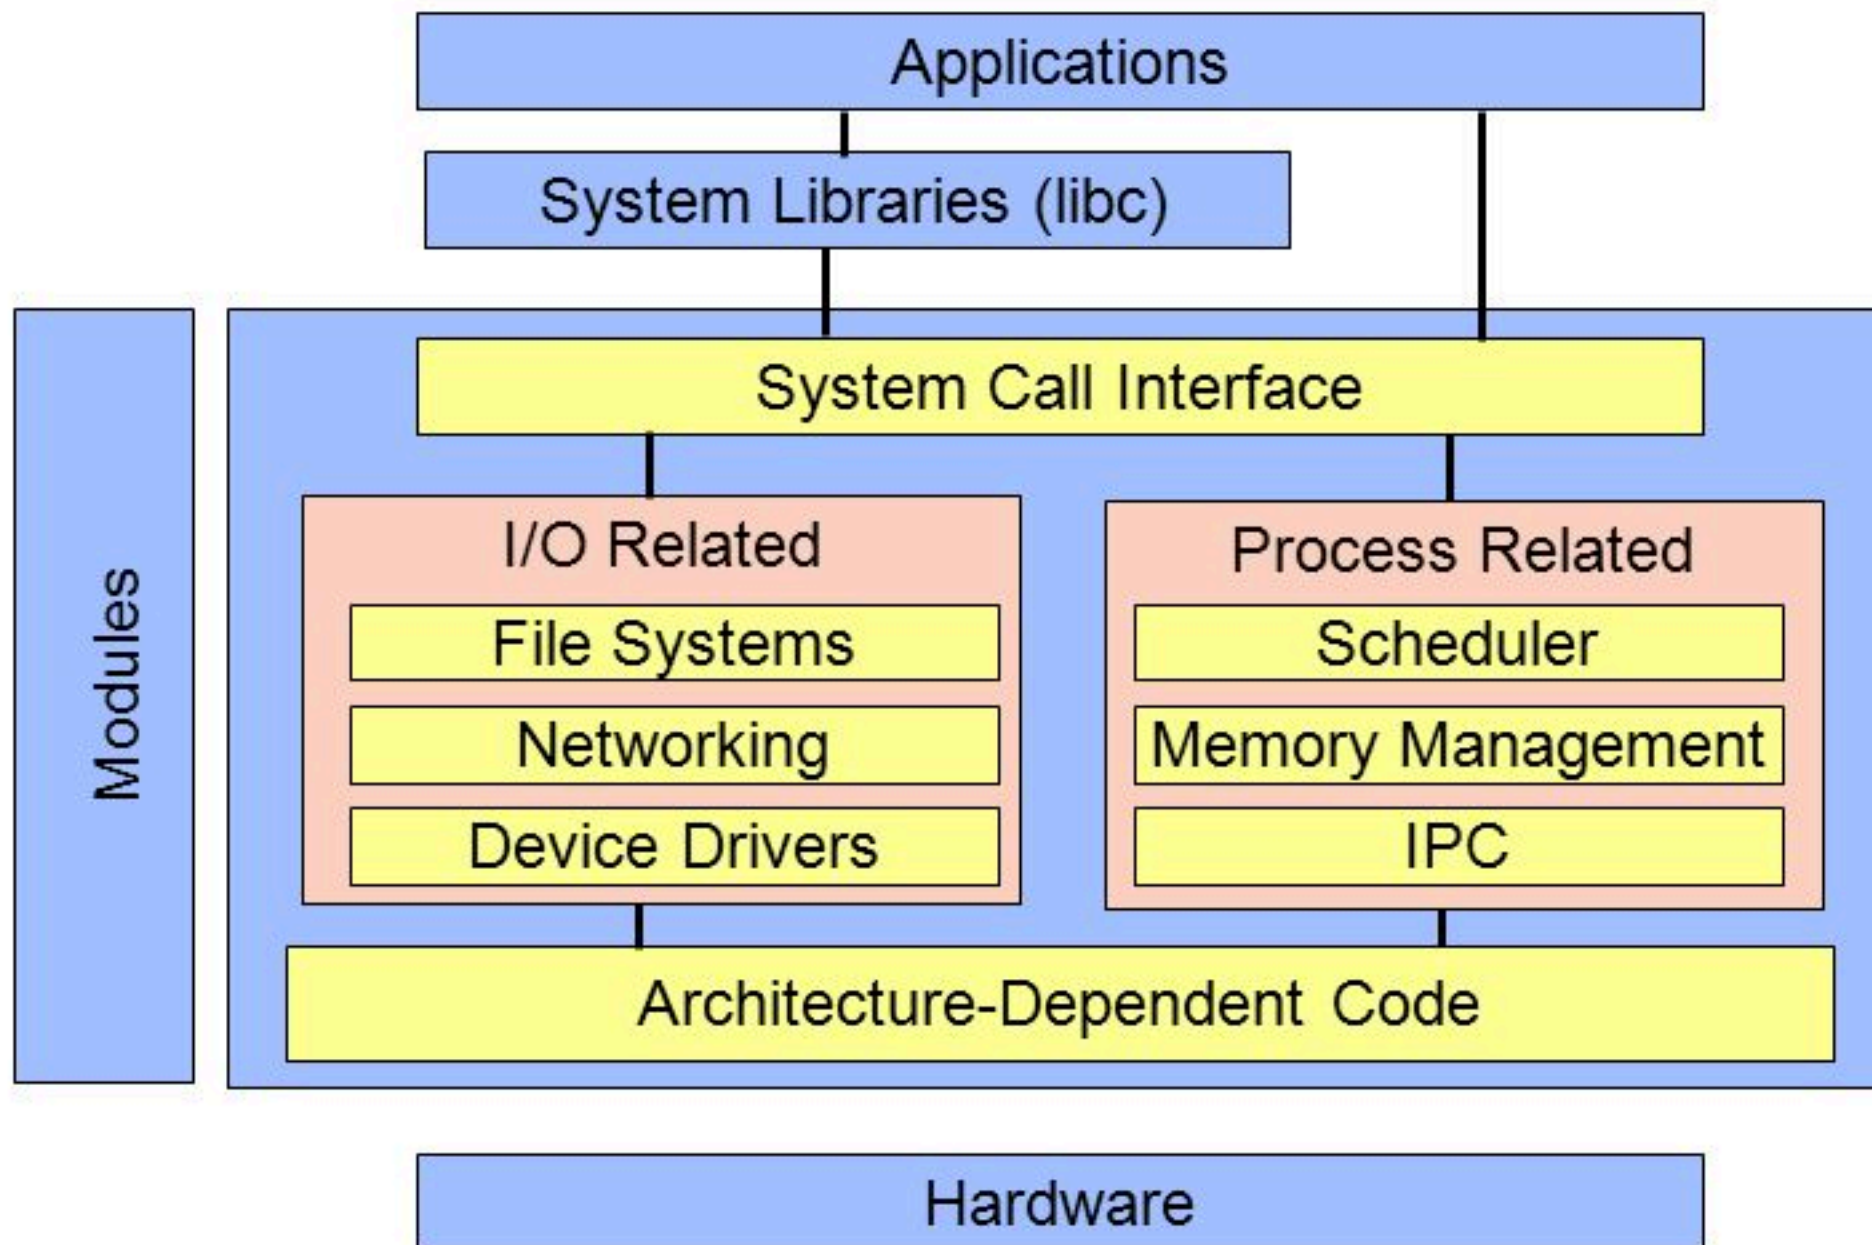 Applications
System Libraries (libc)
System Call Interface
Modules
I/O Related
File Systems
Networking
Device Drivers
Process Related
Scheduler
Memory Management
IPC
Architecture-Dependent Code
Hardware